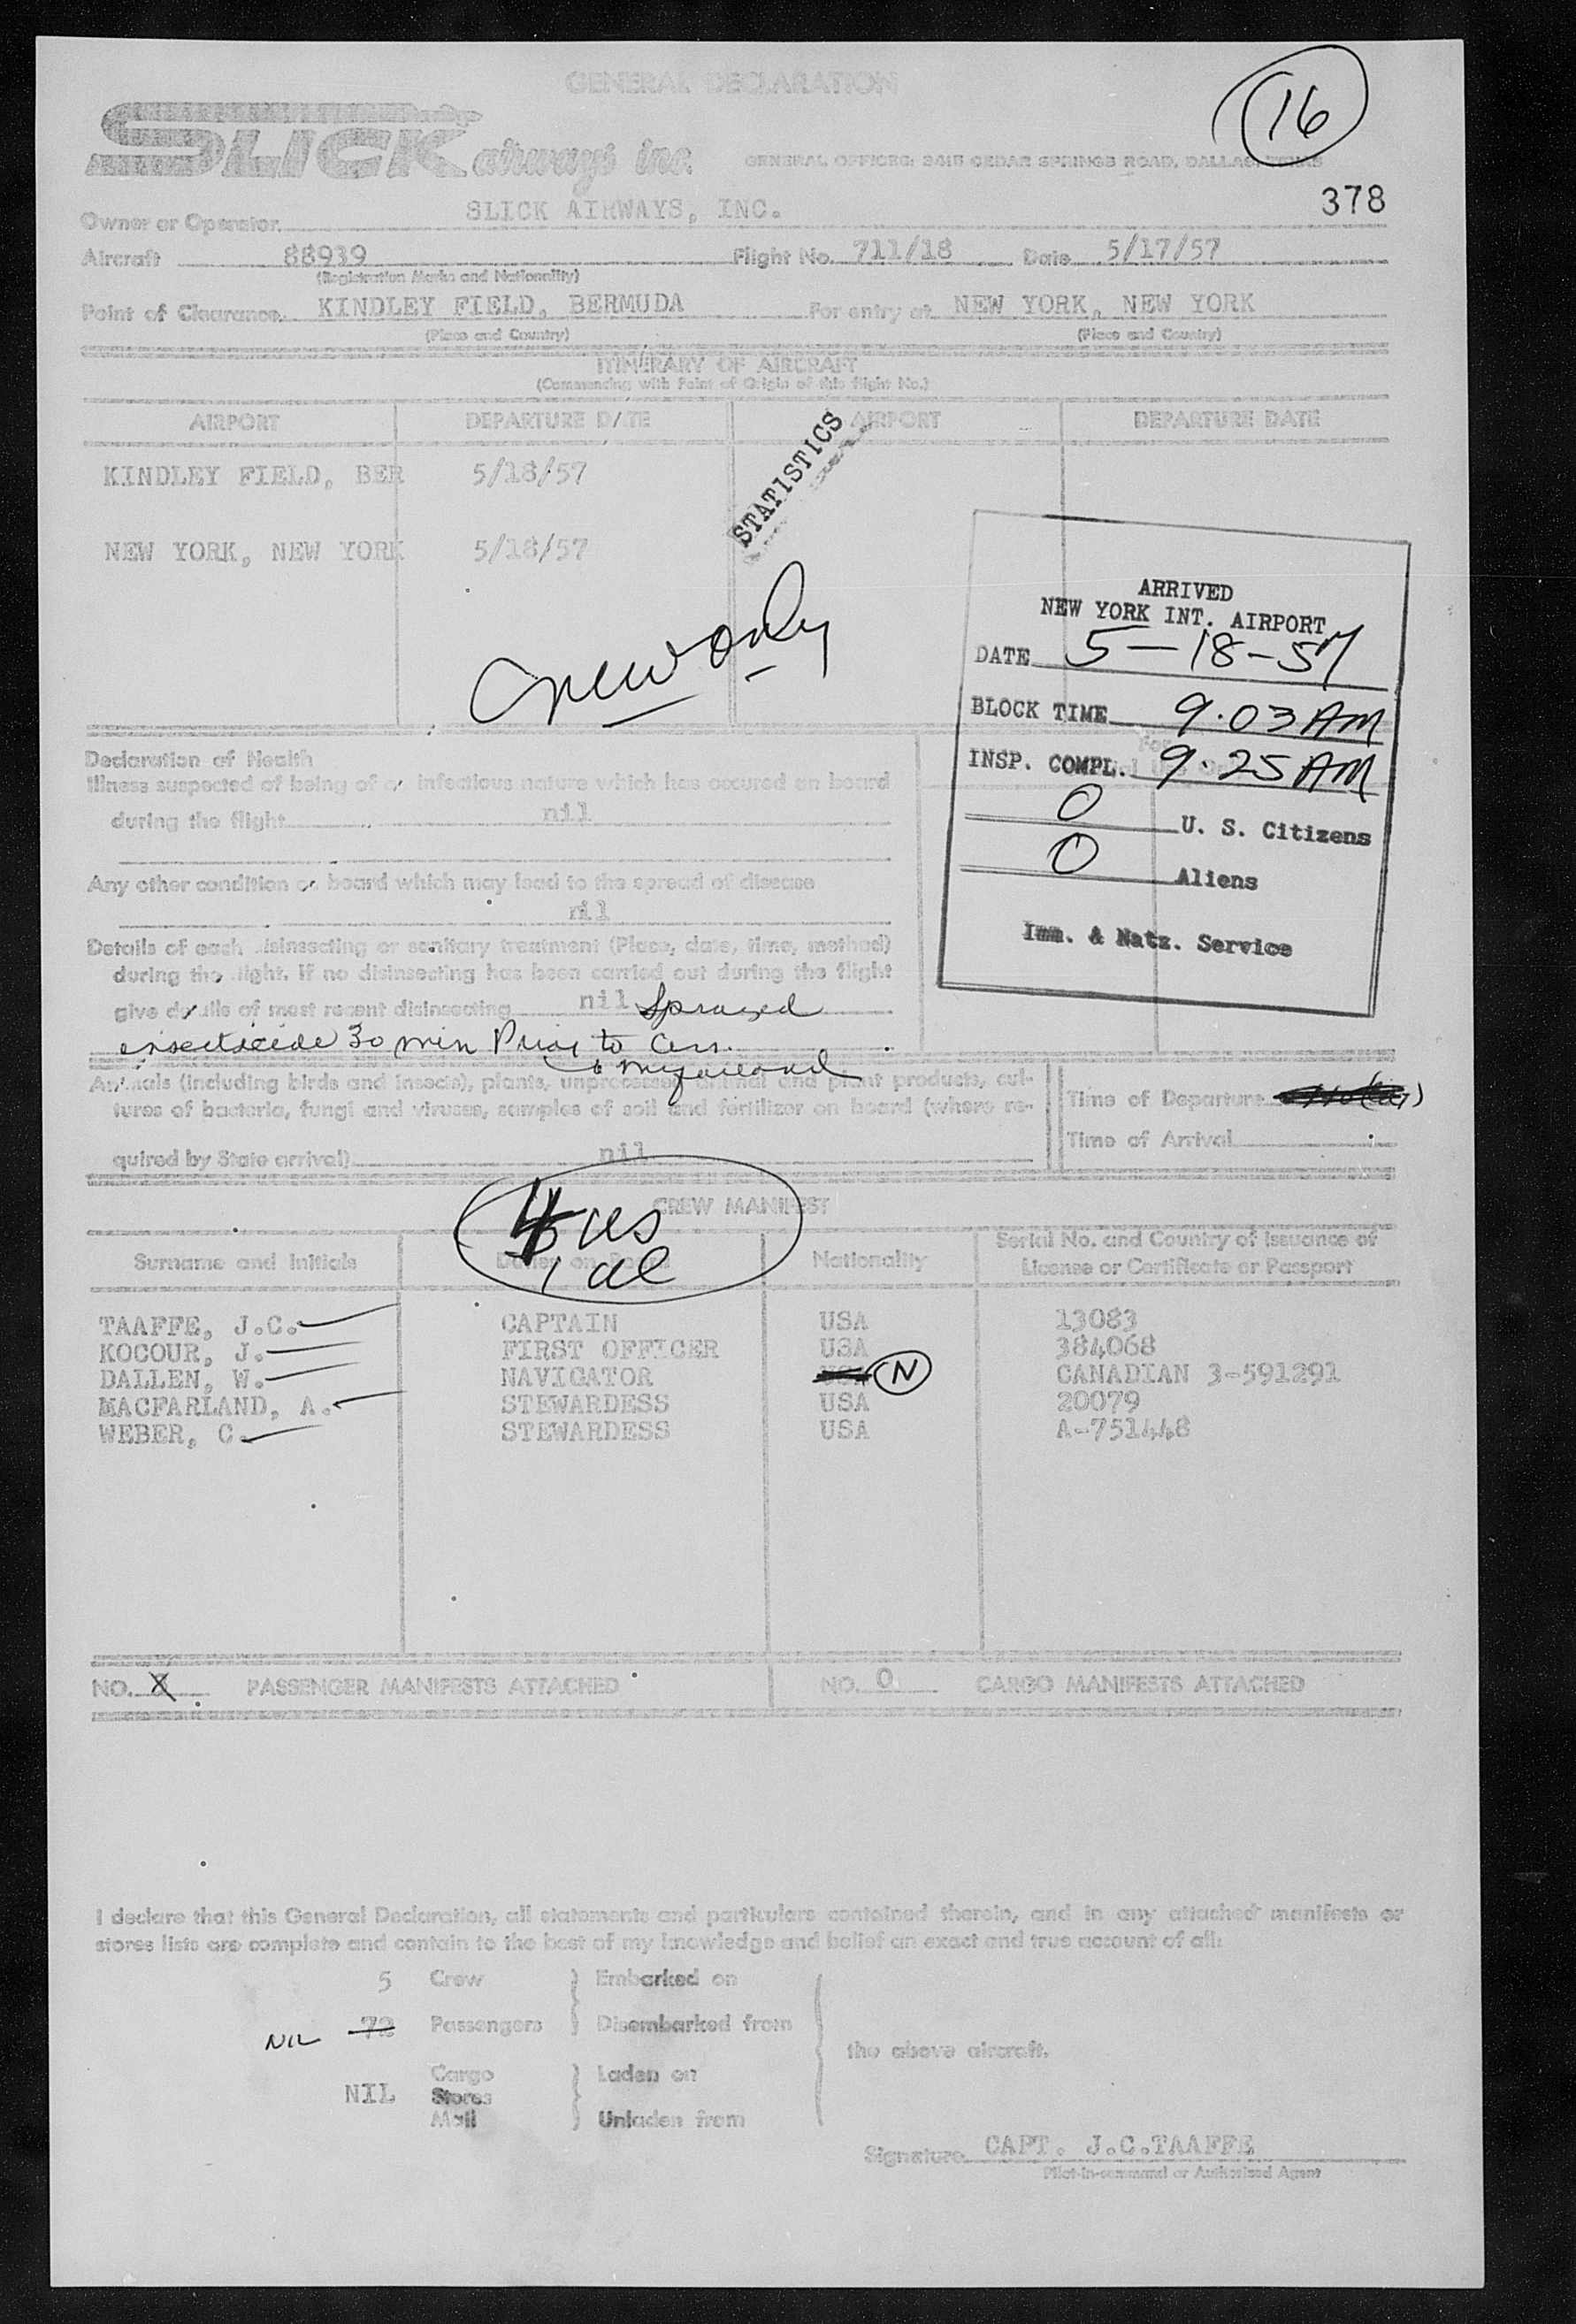 GENERAL DECLARATION
16
SLICK airways inc.
GENERAL OFFICES: 3415 CEDAR SPRINGS ROAD, DALLAS, TEXAS
378
Owner or Operator SLICK AIRWAYS, INC.
Aircraft 88939 Flight No. 711/18 Date 5/17/57
(Registration Marks and Nationality)
Point of Clearance KINDLEY FIELD, BERMUDA For entry at NEW YORK, NEW YORK
(Place and Country) (Place and Country)
ITINERARY OF AIRCRAFT
(Commencing with Point of Origin of this flight No.)
AIRPORT DEPARTURE DATE AIRPORT DEPARTURE DATE
STATISTICS
KINDLEY FIELD, BER 5/18/57
NEW YORK, NEW YORK 5/18/57
Crew only
ARRIVED
NEW YORK INT. AIRPORT
DATE 5-18-57
BLOCK TIME 9.03 AM
INSP. COMPL. 9.25 AM
0 U. S. Citizens
0 Aliens
Imm. & Natz. Service
Declaration of Health
Illness suspected of being of an infectious nature which has occured on board
during the flight nil
Any other condition on board which may lead to the spread of disease
nil
Details of each disinsecting or sanitary treatment (Place, date, time, method)
during the flight. If no disinsecting has been carried out during the flight
give details of most recent disinsecting nil Sprayed
insecticide 30 min Prior to arr.
Animals (including birds and insects), plants, unprocessed animal and plant products, cul-
tures of bacteria, fungi and viruses, samples of soil and fertilizer on board (where re-
quired by State arrival) nil
Time of Departure
Time of Arrival
CREW MANIFEST
4 us
1 al
Surname and Initials Duties on Board Nationality Serial No. and Country of Issuance of
License or Certificate or Passport
TAAFFE, J.C. CAPTAIN USA 13083
KOCOUR, J. FIRST OFFICER USA 384068
DALLEN, W. NAVIGATOR N CANADIAN 3-591291
MACFARLAND, A. STEWARDESS USA 20079
WEBER, C. STEWARDESS USA A-751448
NO. X PASSENGER MANIFESTS ATTACHED NO. 0 CARGO MANIFESTS ATTACHED
I declare that this General Declaration, all statements and particulars contained therein, and in any attached manifests or
stores lists are complete and contain to the best of my knowledge and belief an exact and true account of all:
5 Crew Embarked on
NIL 72 Passengers Disembarked from
the above aircraft.
Cargo Laden on
NIL Stores
Mail Unladen from
Signature CAPT. J.C.TAAFFE
Pilot-in-command or Authorized Agent